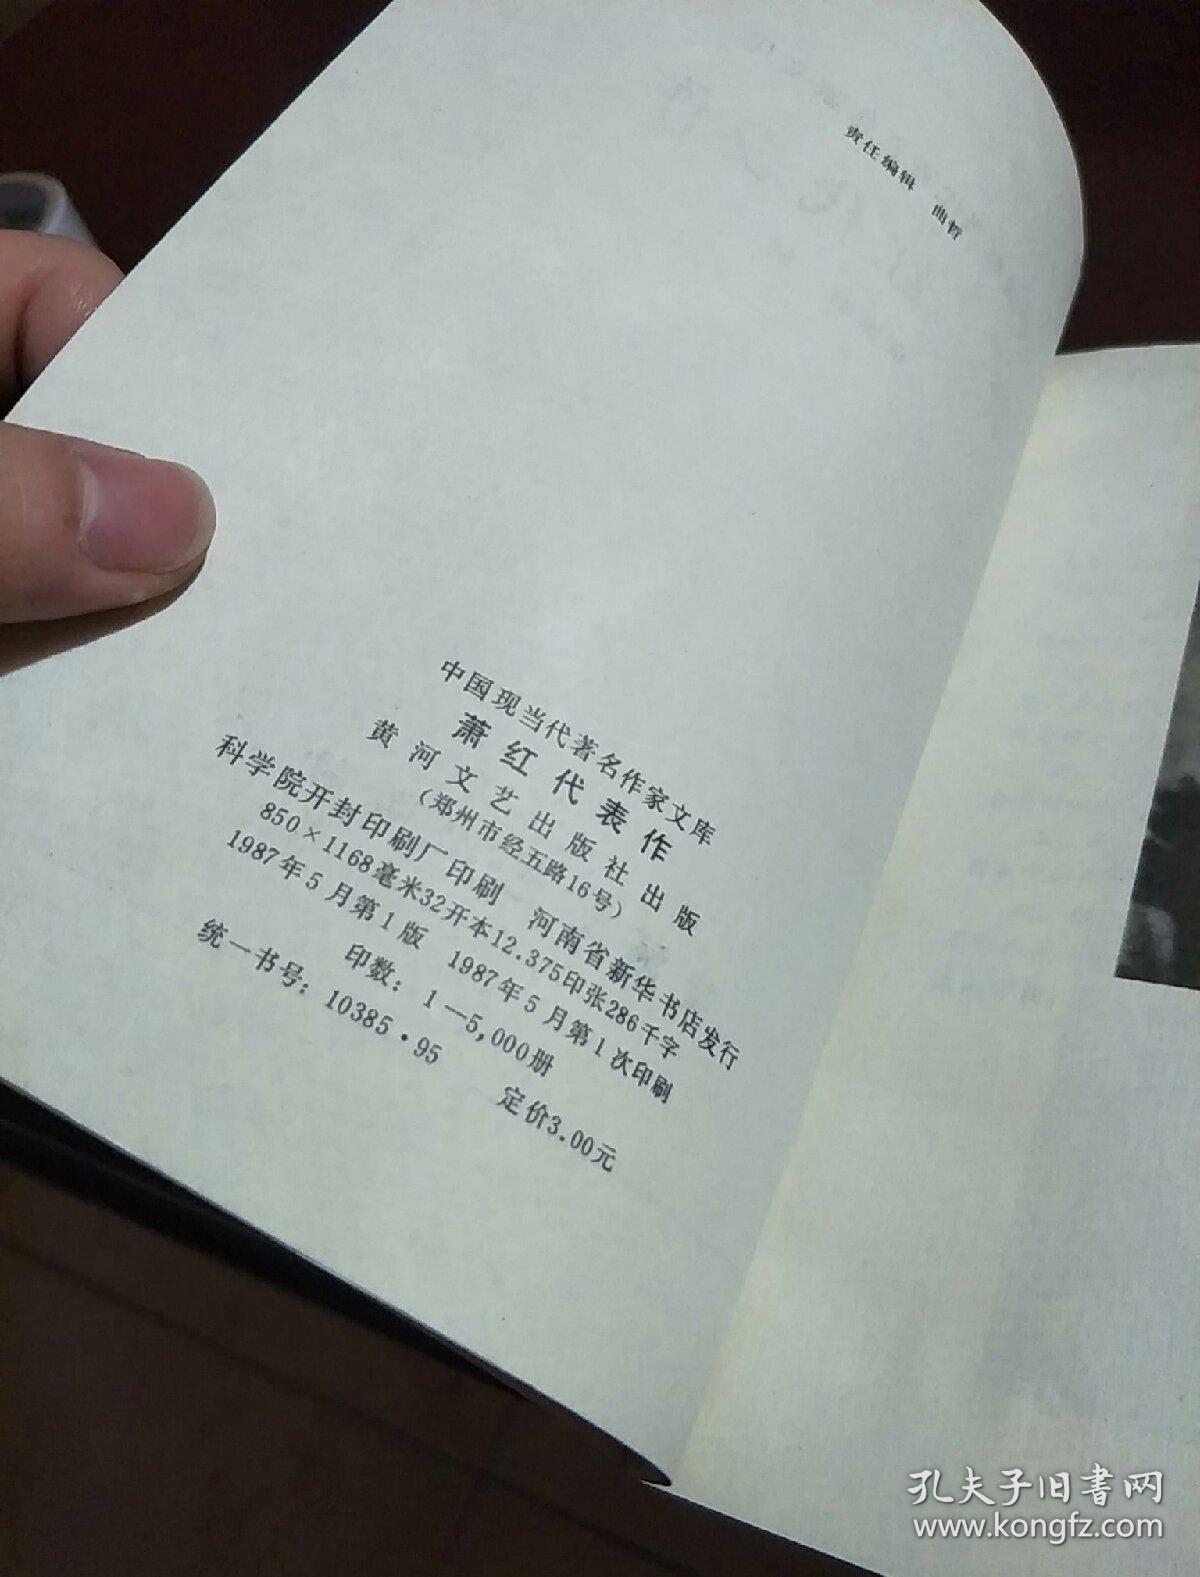 责任编辑 曲哲
中国现当代著名作家文库
萧红代表作
黄河文艺出版社出版
(郑州市经五路16号)
科学院开封印刷厂印刷 河南省新华书店发行
850×1168毫米32开本12.375印张286千字
1987年5月第1版 1987年5月第1次印刷
印数：1—5,000册
统一书号：10385·95 定价3.00元
孔夫子旧书网
www.kongfz.com